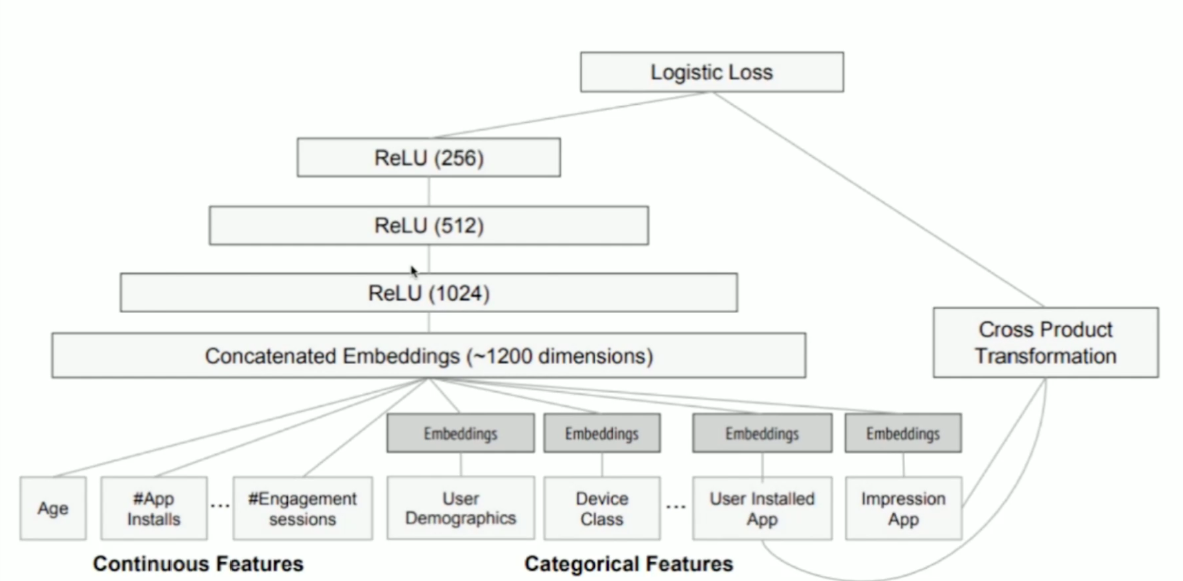 Logistic Loss
ReLU (256)
ReLU (512)
ReLU (1024)
Concatenated Embeddings (~1200 dimensions)
Cross Product
Transformation
Embeddings
Embeddings
Embeddings
Embeddings
Age
#App
Installs
...
#Engagement
sessions
User
Demographics
Device
Class
...
User Installed
App
Impression
App
Continuous Features
Categorical Features